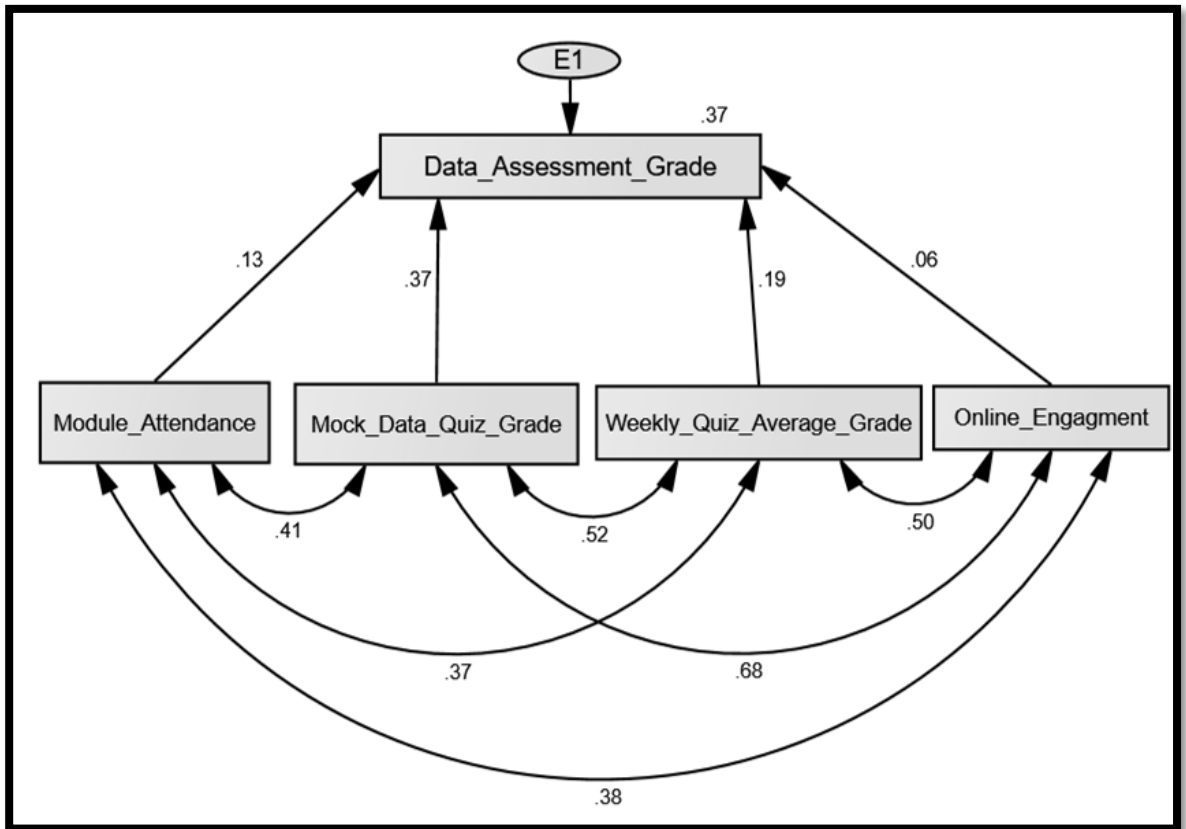 E1
.37
Data_Assessment_Grade
.13
.37
.19
.06
Module_Attendance
Mock_Data_Quiz_Grade
Weekly_Quiz_Average_Grade
Online_Engagment
.41
.52
.50
.37
.68
.38